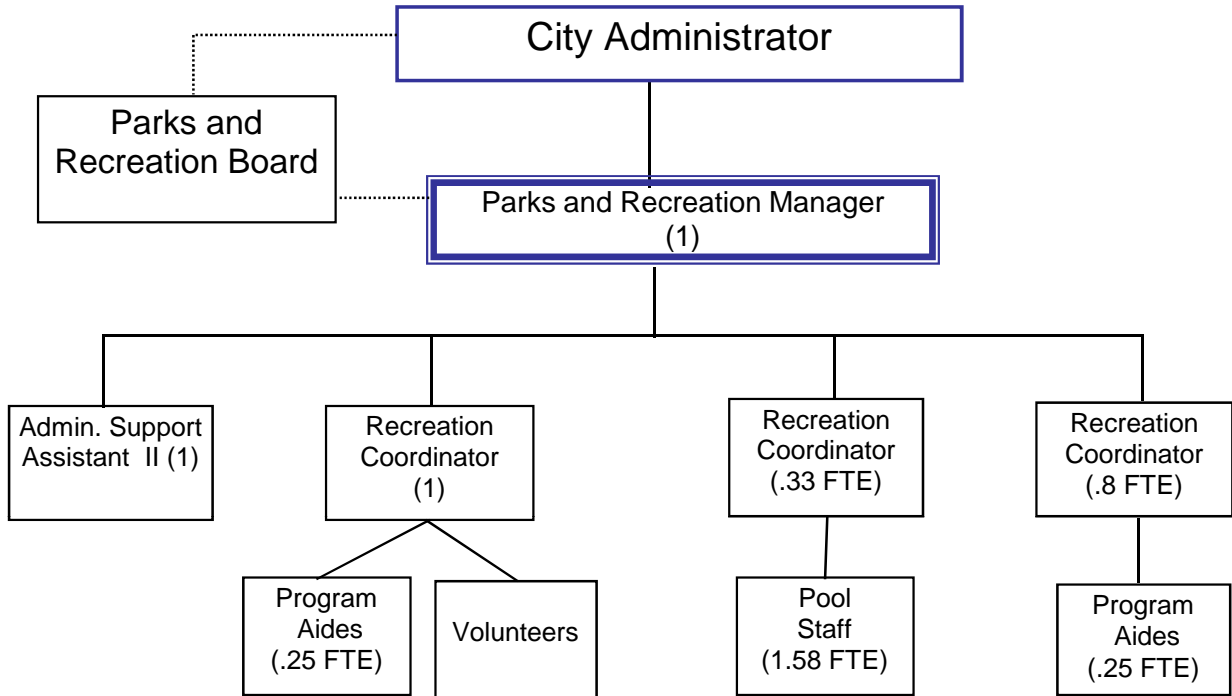 City Administrator
Parks and
Recreation Board
Parks and Recreation Manager
(1)
Admin. Support
Assistant II (1)
Recreation
Coordinator
(1)
Recreation
Coordinator
(.33 FTE)
Recreation
Coordinator
(.8 FTE)
Program
Aides
(.25 FTE)
Volunteers
Pool
Staff
(1.58 FTE)
Program
Aides
(.25 FTE)